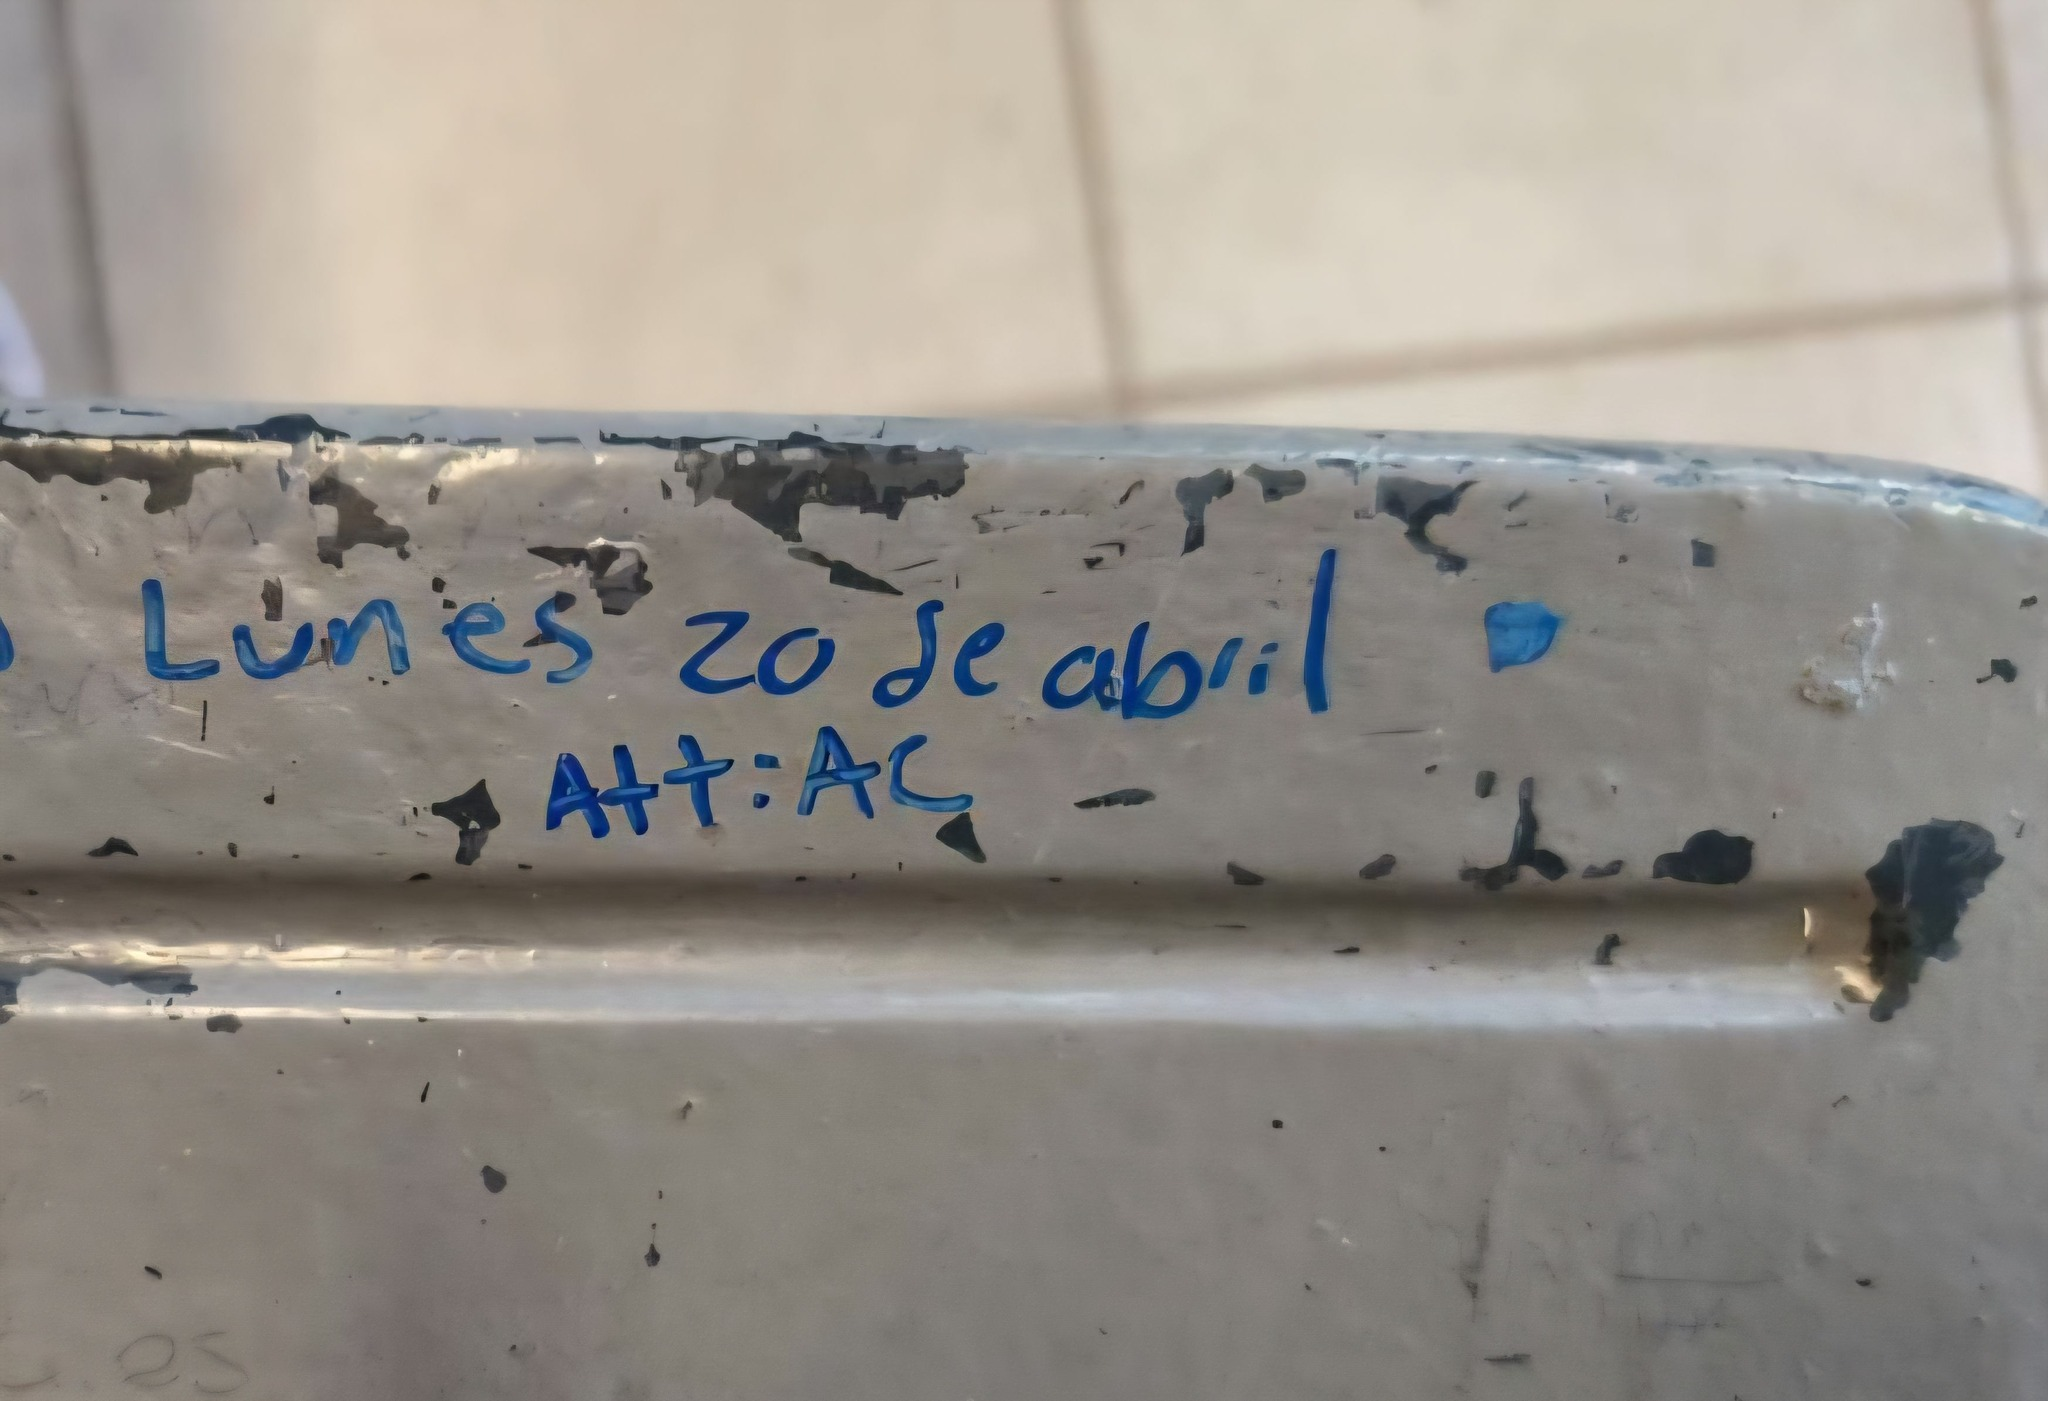 Lunes 20 de abril
Att: AC